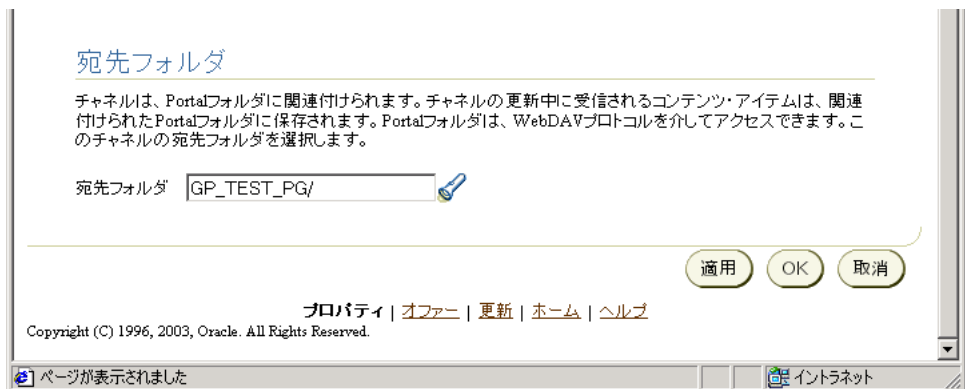 宛先フォルダ
チャネルは、Portalフォルダに関連付けられます。チャネルの更新中に受信されるコンテンツ・アイテムは、関連
付けられたPortalフォルダに保存されます。Portalフォルダは、WebDAVプロトコルを介してアクセスできます。こ
のチャネルの宛先フォルダを選択します。
宛先フォルダ GP_TEST_PG/
適用 OK 取消
プロパティ | オファー | 更新 | ホーム | ヘルプ
Copyright (C) 1996, 2003, Oracle. All Rights Reserved.
ページが表示されました イントラネット